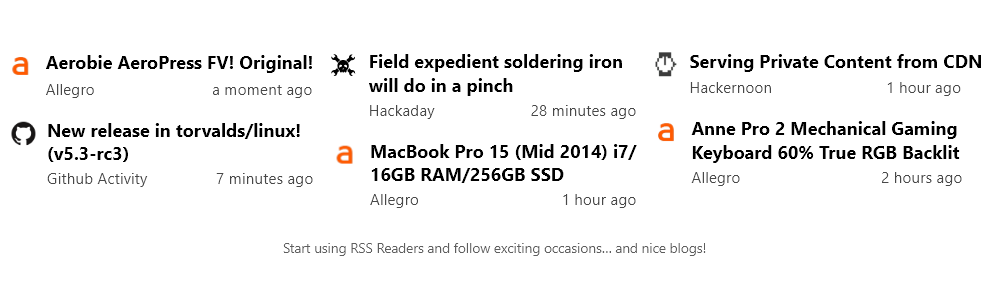 Aerobie AeroPress FV! Original!
Allegro a moment ago
New release in torvalds/linux!
(v5.3-rc3)
Github Activity 7 minutes ago
Field expedient soldering iron
will do in a pinch
Hackaday 28 minutes ago
MacBook Pro 15 (Mid 2014) i7/
16GB RAM/256GB SSD
Allegro 1 hour ago
Serving Private Content from CDN
Hackernoon 1 hour ago
Anne Pro 2 Mechanical Gaming
Keyboard 60% True RGB Backlit
Allegro 2 hours ago
Start using RSS Readers and follow exciting occasions... and nice blogs!